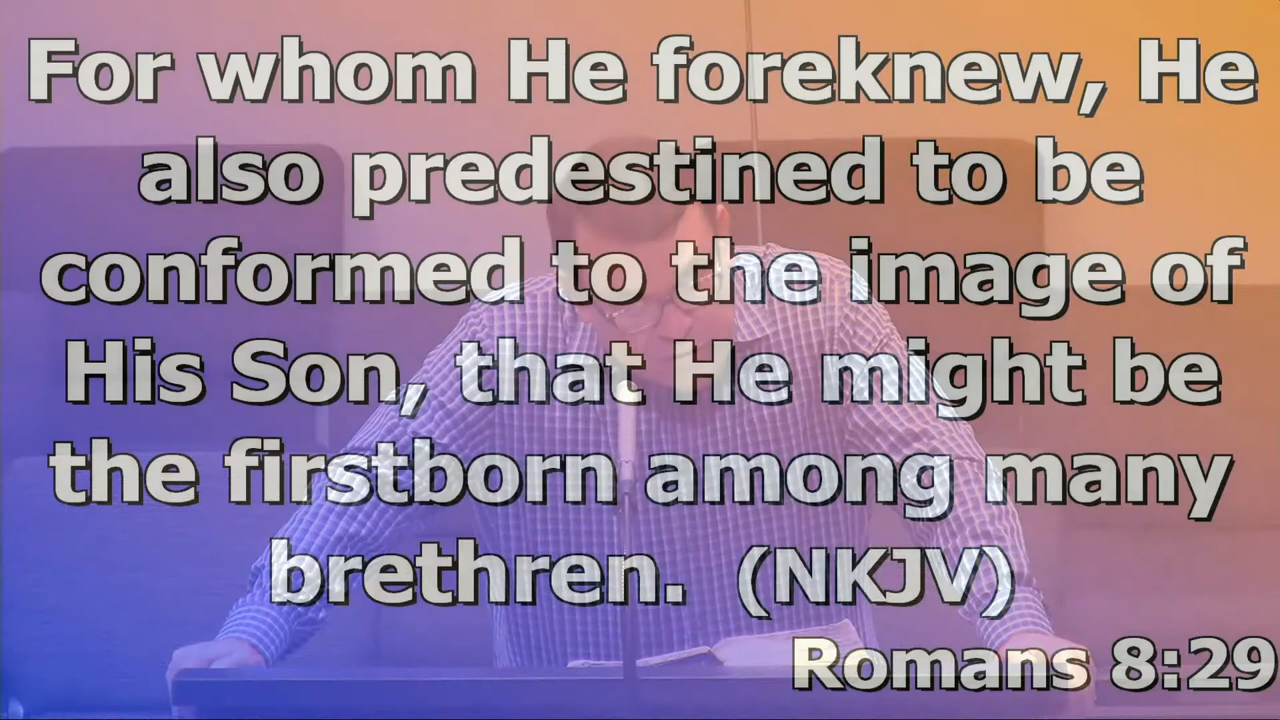 For whom He foreknew, He
also predestined to be
conformed to the image of
His Son, that He might be
the firstborn among many
brethren.  (NKJV)
Romans 8:29